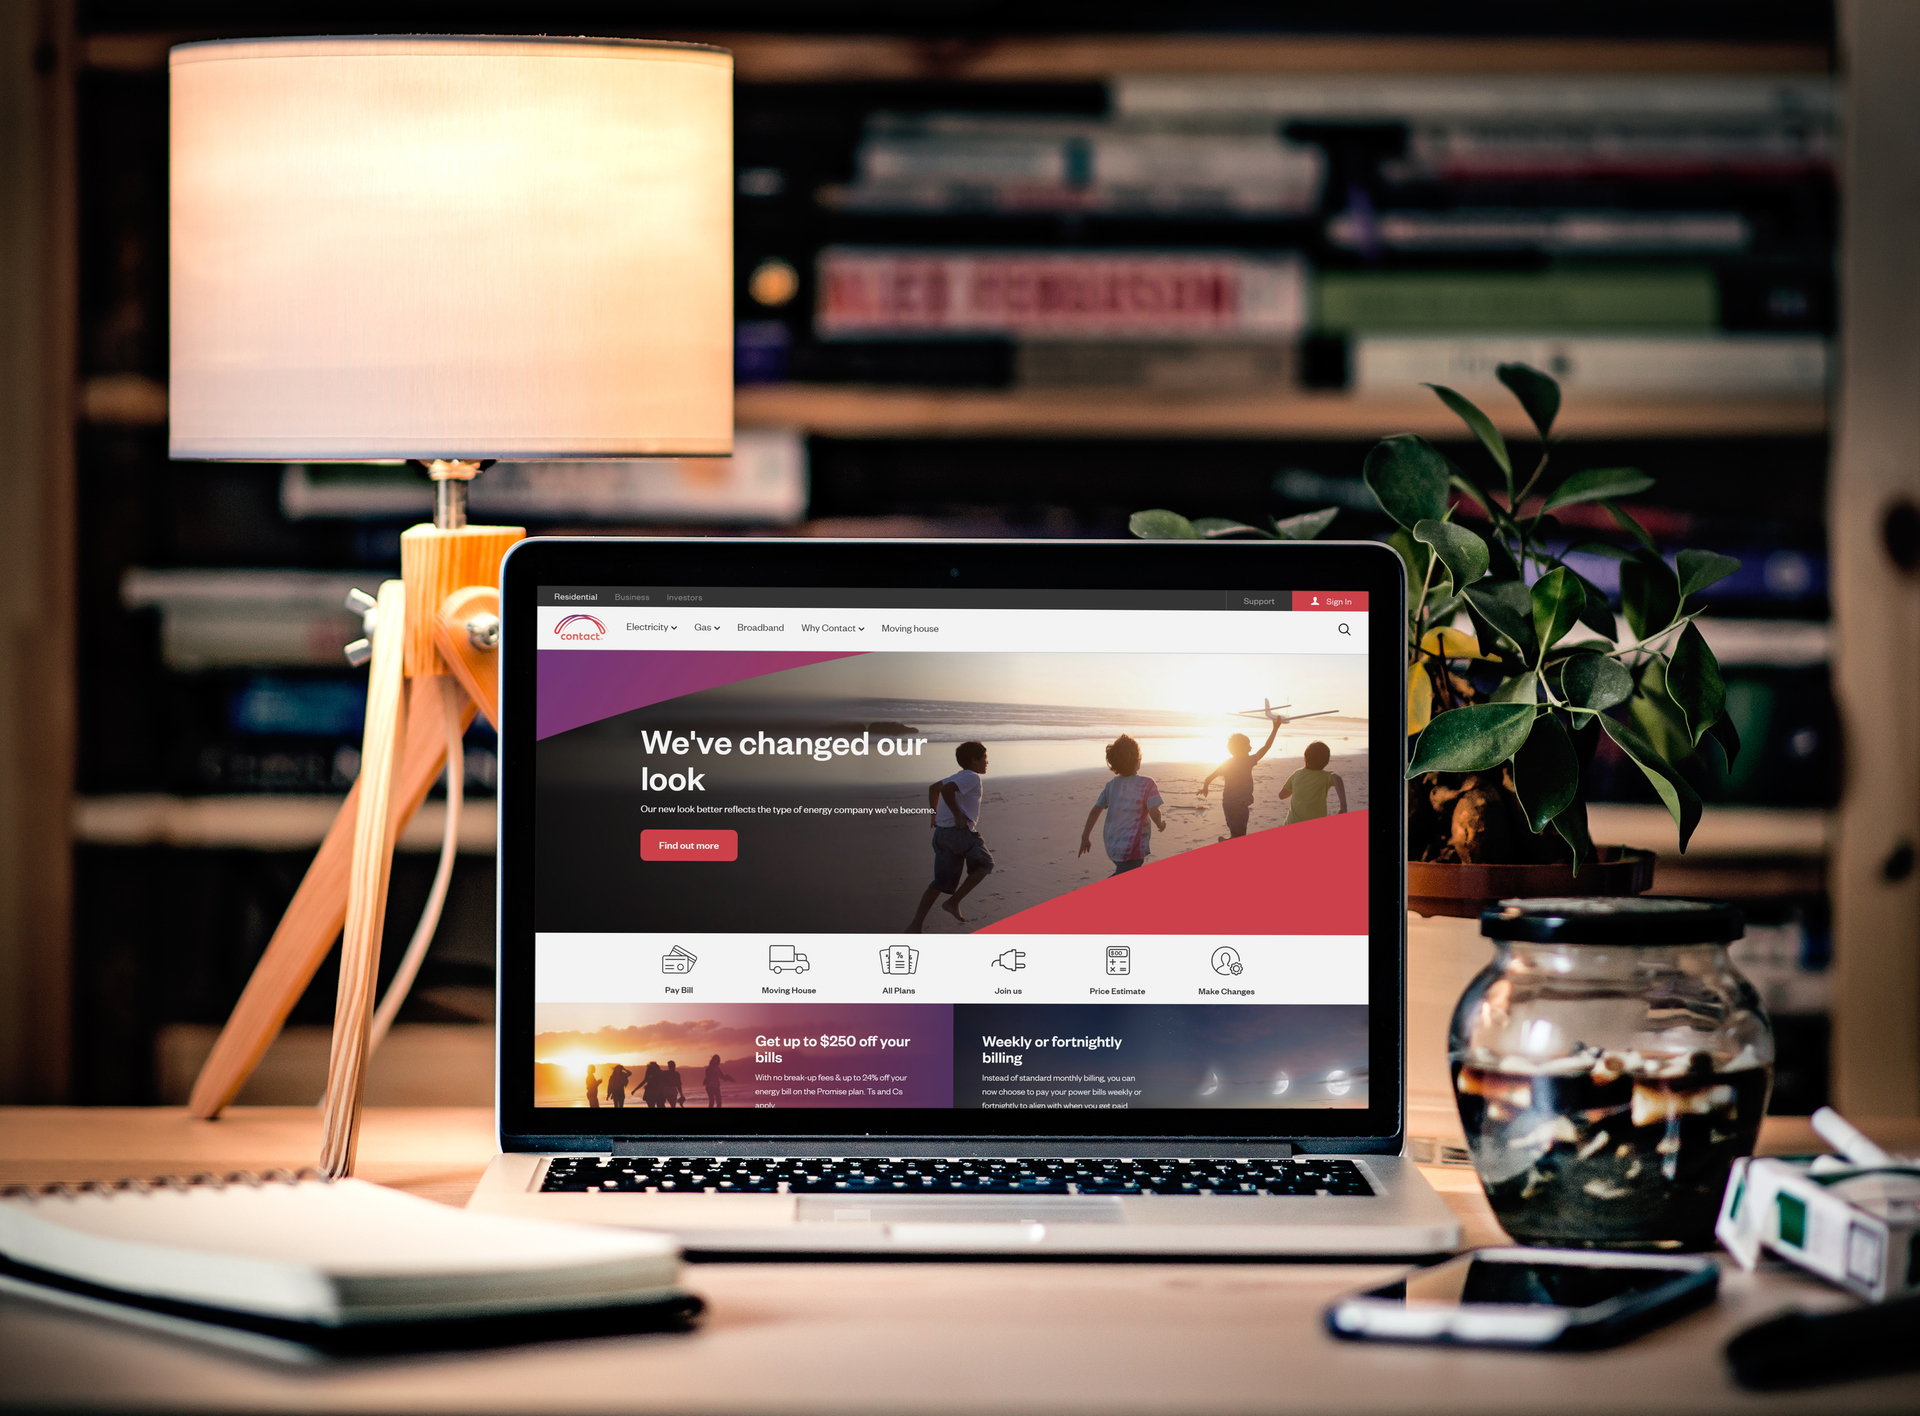 Residential Business Investors Support Sign In
contact
Electricity Gas Broadband Why Contact Moving house
We've changed our
look
Our new look better reflects the type of energy company we've become.
Find out more
%
$00
Pay Bill Moving House All Plans Join us Price Estimate Make Changes
Get up to $250 off your
bills
With no break-up fees & up to 24% off your
energy bill on the Promise plan. Ts and Cs
apply
Weekly or fortnightly
billing
Instead of standard monthly billing, you can
now choose to pay your power bills weekly or
fortnightly to align with when you get paid